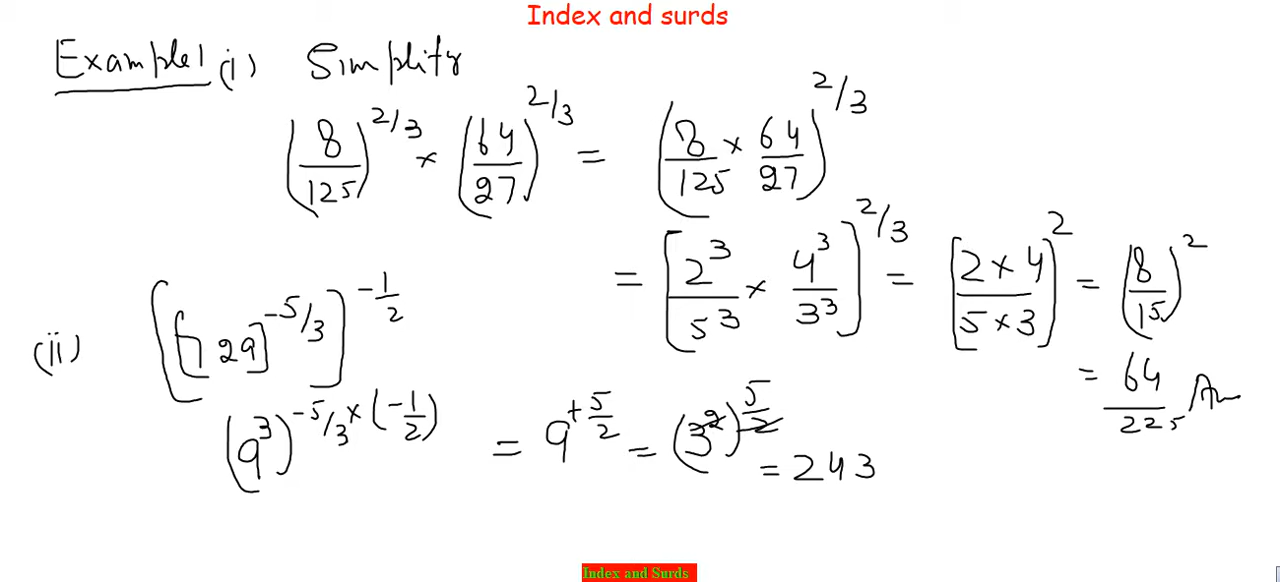 Index and surds
Example 1 (i) Simplify
(8/125)^2/3 × (64/27)^2/3 = (8/125 × 64/27)^2/3
= [2^3/5^3 × 4^3/3^3]^2/3 = [2 × 4/5 × 3]^2 = (8/15)^2
= 64/225 Ans
(ii) [[729]^-5/3]^-1/2
(9^3)^-5/3 × (-1/2) = 9^+5/2 = (3^2)^5/2 = 243
Index and Surds